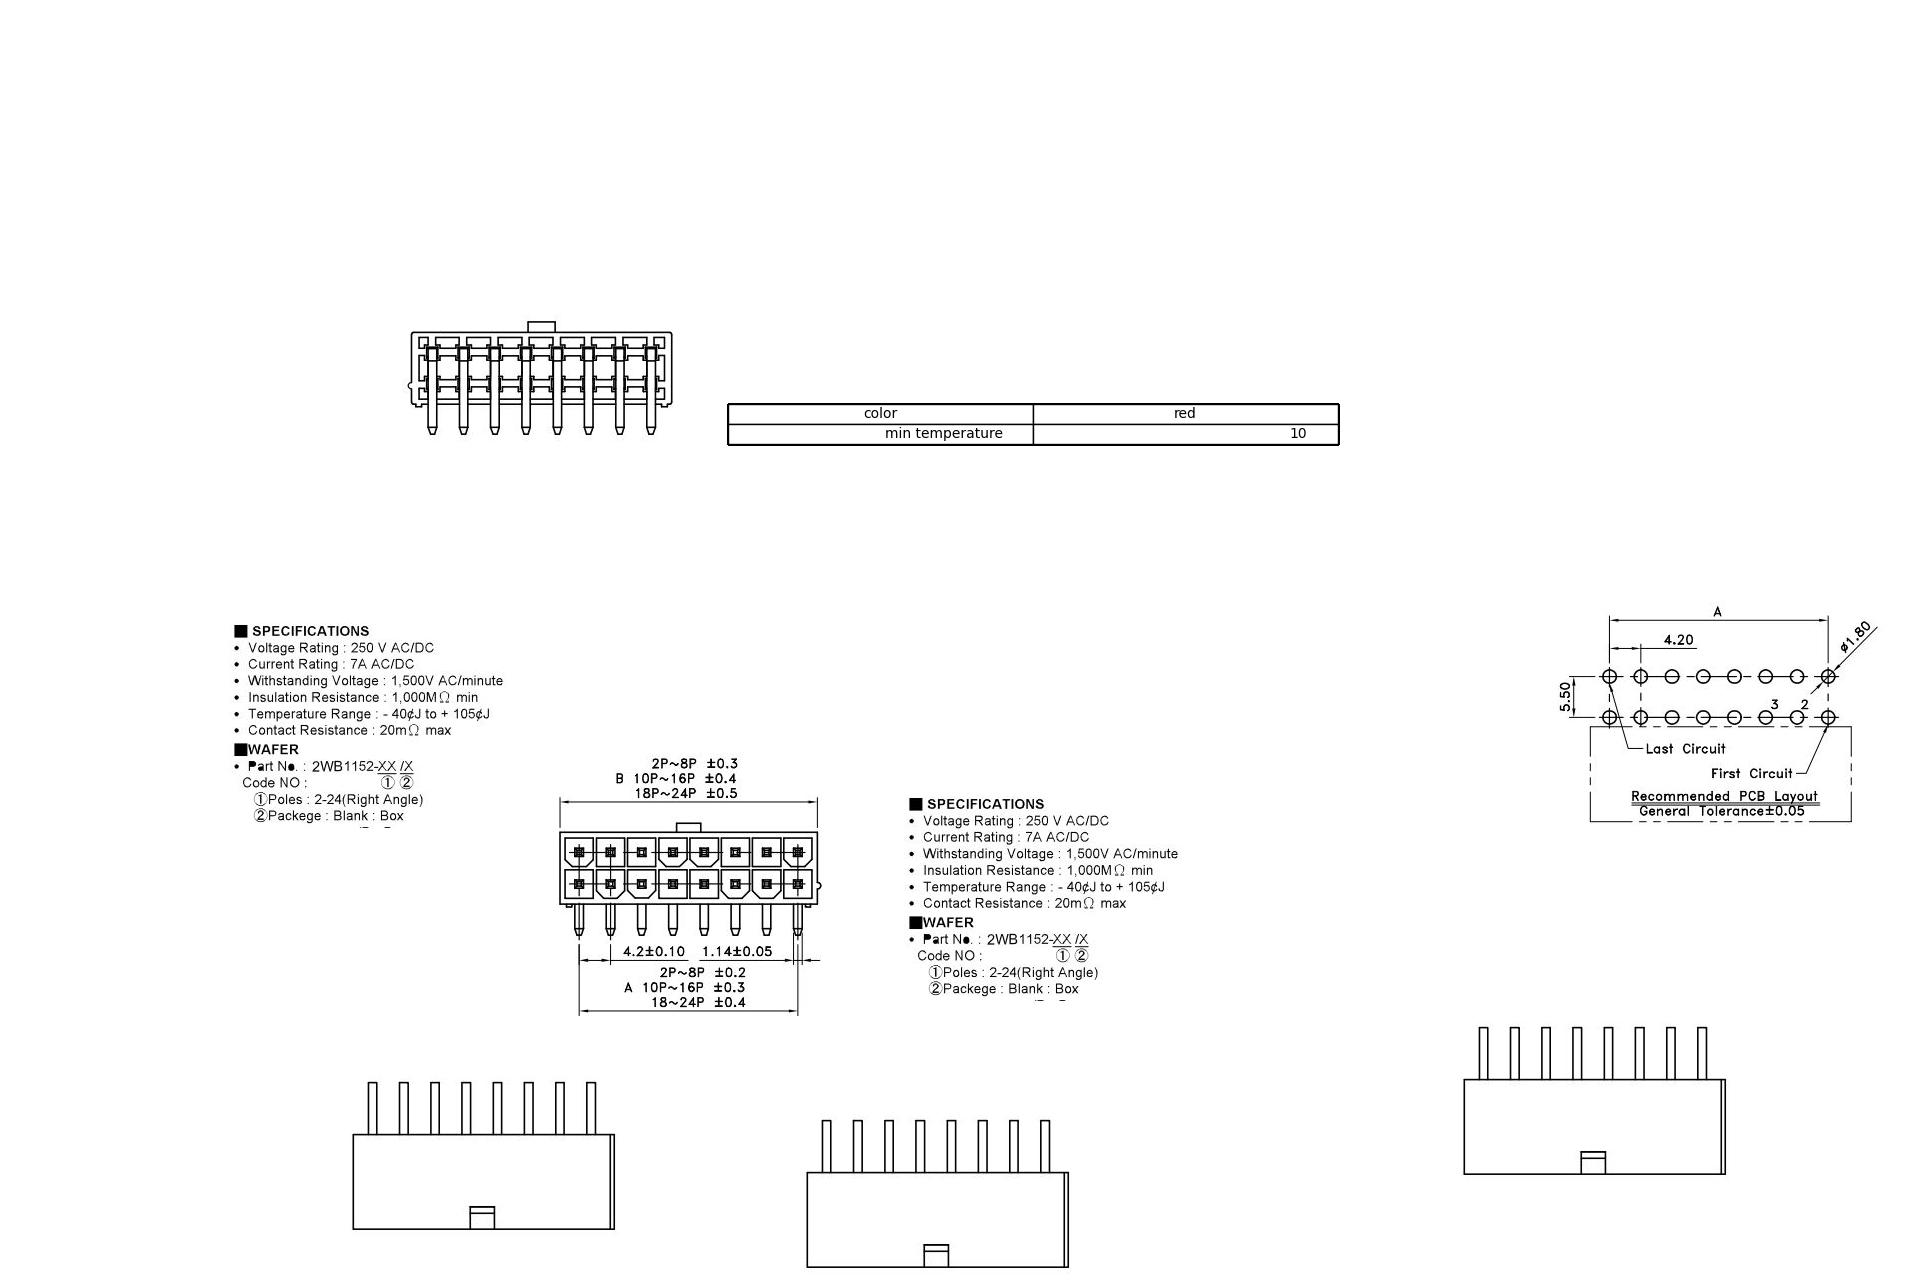 color red
min temperature 10
■ SPECIFICATIONS
• Voltage Rating : 250 V AC/DC
• Current Rating : 7A AC/DC
• Withstanding Voltage : 1,500V AC/minute
• Insulation Resistance : 1,000MΩ min
• Temperature Range : - 40¢J to + 105¢J
• Contact Resistance : 20mΩ max
■WAFER
• Part No. : 2WB1152-XX /X
Code NO : ① ②
①Poles : 2-24(Right Angle)
②Packege : Blank : Box
2P~8P ±0.3
B 10P~16P ±0.4
18P~24P ±0.5
4.2±0.10 1.14±0.05
2P~8P ±0.2
A 10P~16P ±0.3
18~24P ±0.4
■ SPECIFICATIONS
• Voltage Rating : 250 V AC/DC
• Current Rating : 7A AC/DC
• Withstanding Voltage : 1,500V AC/minute
• Insulation Resistance : 1,000MΩ min
• Temperature Range : - 40¢J to + 105¢J
• Contact Resistance : 20mΩ max
■WAFER
• Part No. : 2WB1152-XX /X
Code NO : ① ②
①Poles : 2-24(Right Angle)
②Packege : Blank : Box
A
4.20
ø1.80
5.50
3 2
Last Circuit
First Circuit
Recommended PCB Layout
General Tolerance±0.05